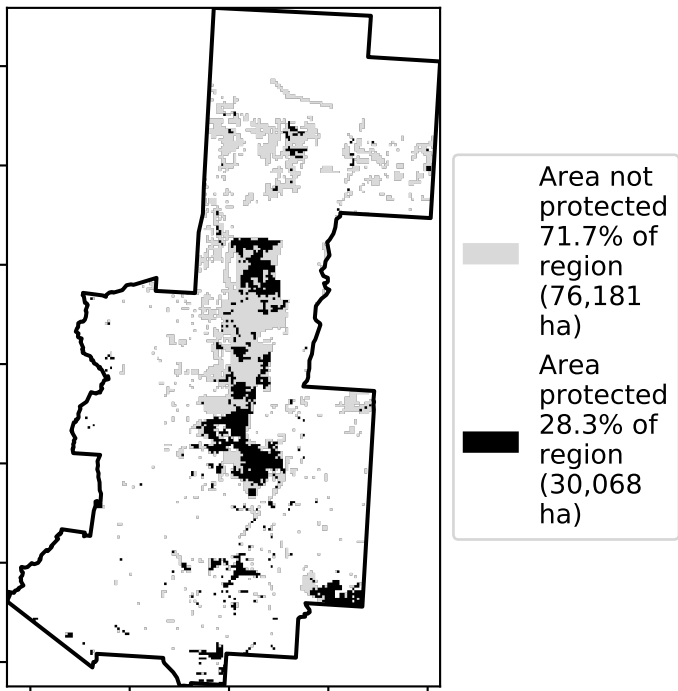 Area not
protected
71.7% of
region
(76,181
ha)
Area
protected
28.3% of
region
(30,068
ha)